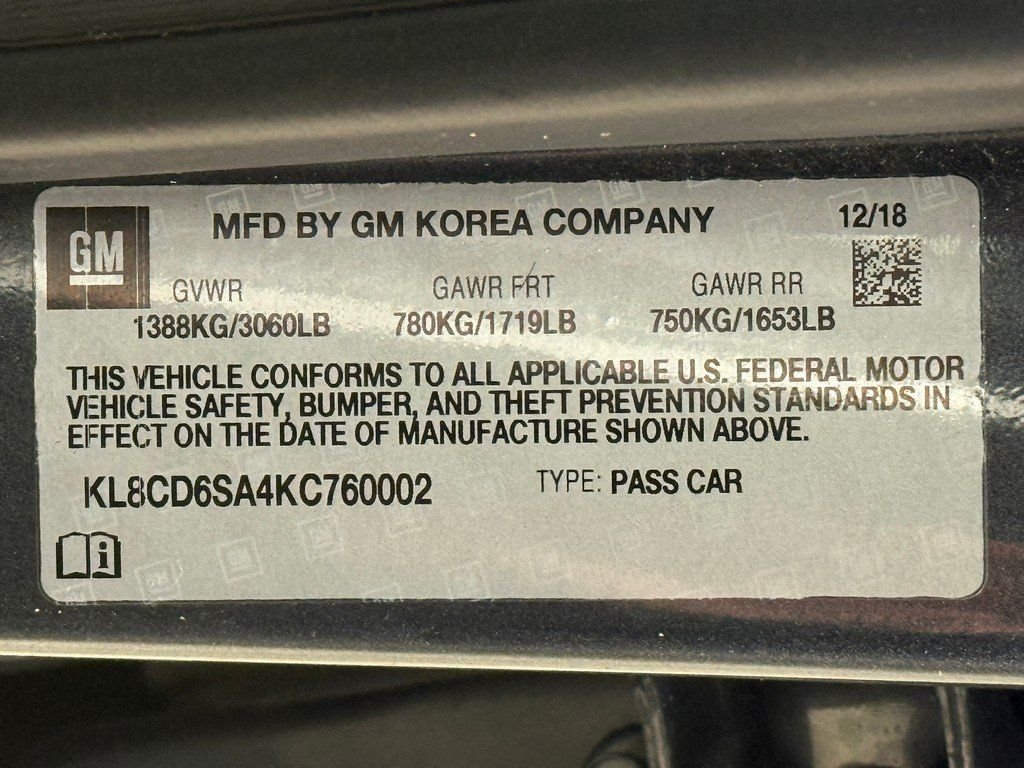 GM
MFD BY GM KOREA COMPANY 12/18
GVWR GAWR FRT GAWR RR
1388KG/3060LB 780KG/1719LB 750KG/1653LB
THIS VEHICLE CONFORMS TO ALL APPLICABLE U.S. FEDERAL MOTOR
VEHICLE SAFETY, BUMPER, AND THEFT PREVENTION STANDARDS IN
EFFECT ON THE DATE OF MANUFACTURE SHOWN ABOVE.
KL8CD6SA4KC760002 TYPE: PASS CAR
i